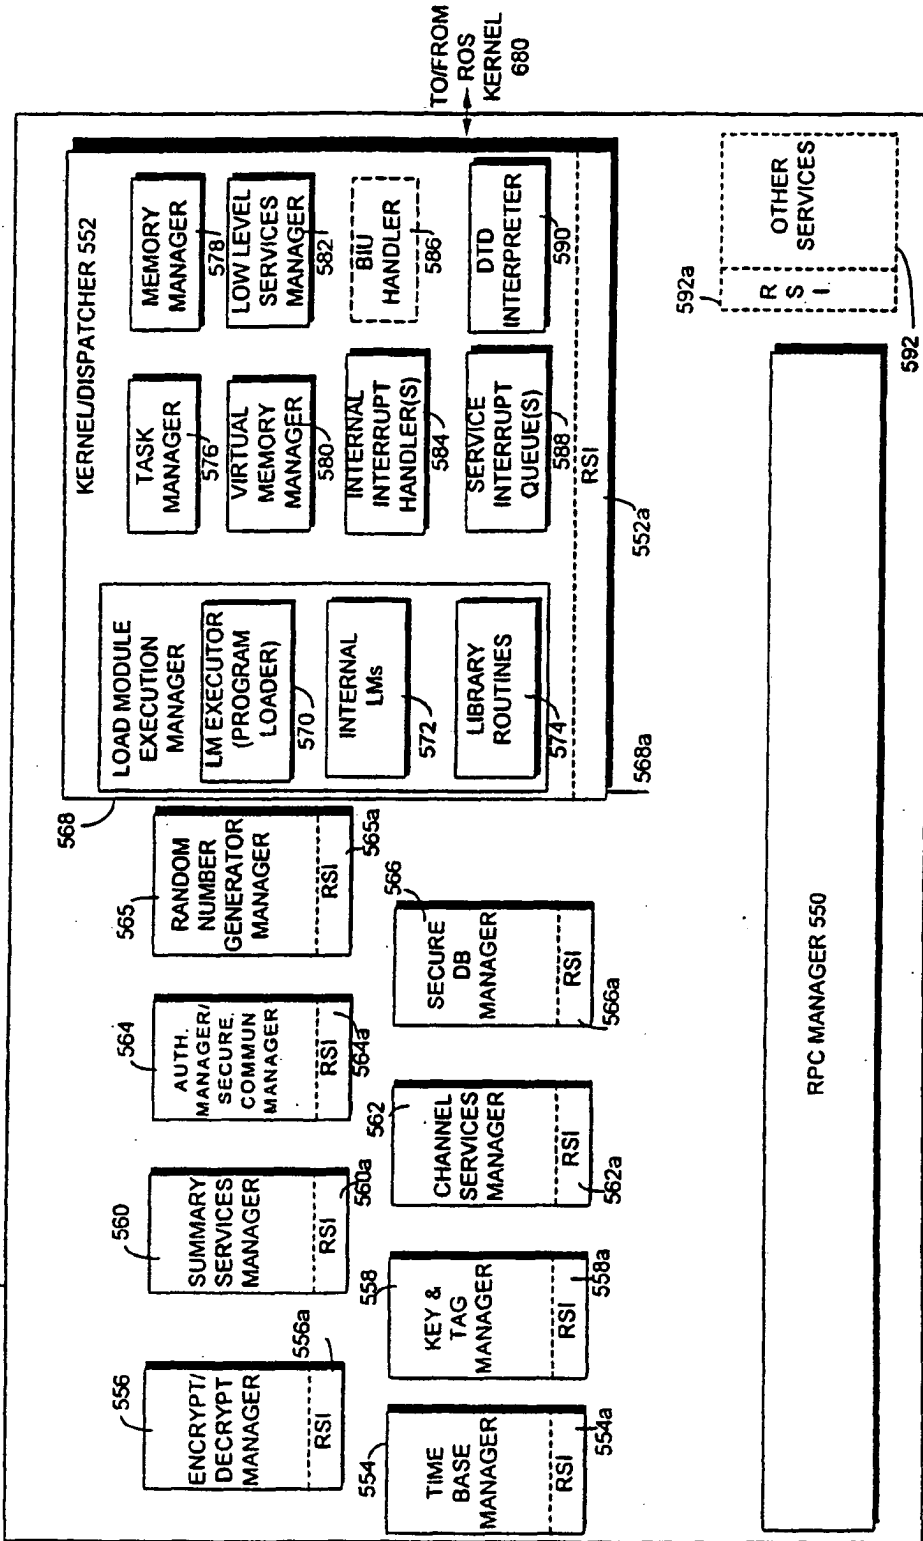 KERNEL/DISPATCHER 552
568
LOAD MODULE
EXECUTION
MANAGER
LM EXECUTOR
(PROGRAM
LOADER)
570
INTERNAL
LMs
572
LIBRARY
ROUTINES
574
568a
TASK
MANAGER
576
MEMORY
MANAGER
578
VIRTUAL
MEMORY
MANAGER
580
LOW LEVEL
SERVICES
MANAGER
582
INTERNAL
INTERRUPT
HANDLER(S)
584
BIU
HANDLER
586
SERVICE
INTERRUPT
QUEUE(S)
588
DTD
INTERPRETER
590
RSI
552a
TO/FROM
ROS
KERNEL
680
556
ENCRYPT/
DECRYPT
MANAGER
RSI
556a
560
SUMMARY
SERVICES
MANAGER
RSI
560a
564
AUTH.
MANAGER/
SECURE.
COMMUN
MANAGER
RSI
564a
565
RANDOM
NUMBER
GENERATOR
MANAGER
RSI
565a
554
TIME
BASE
MANAGER
RSI
554a
558
KEY &
TAG
MANAGER
RSI
558a
562
CHANNEL
SERVICES
MANAGER
RSI
562a
566
SECURE
DB
MANAGER
RSI
566a
592a
RSI
OTHER
SERVICES
592
RPC MANAGER 550